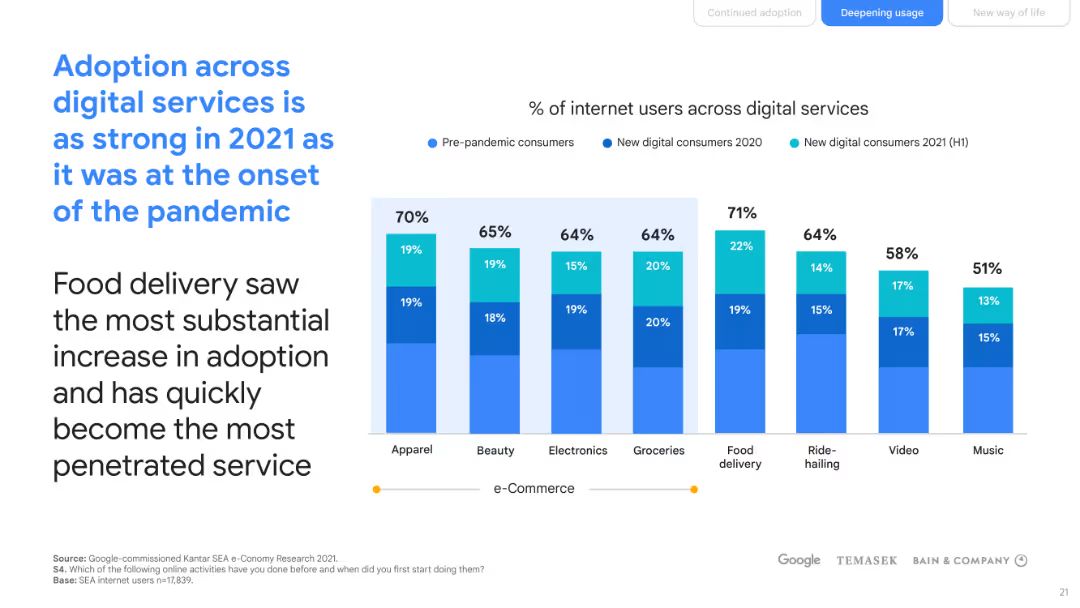 Continued adoption
Deepening usage
New way of life
Adoption across
digital services is
as strong in 2021 as
it was at the onset
of the pandemic
Food delivery saw
the most substantial
increase in adoption
and has quickly
become the most
penetrated service
% of internet users across digital services
Pre-pandemic consumers
New digital consumers 2020
New digital consumers 2021 (H1)
70%
65%
64%
64%
71%
64%
58%
51%
19%
19%
15%
20%
22%
14%
17%
13%
19%
18%
19%
20%
19%
15%
17%
15%
Apparel
Beauty
Electronics
Groceries
Food
delivery
Ride-
hailing
Video
Music
e-Commerce
Source: Google-commissioned Kantar SEA e-Conomy Research 2021.
S4. Which of the following online activities have you done before and when did you first start doing them?
Base: SEA internet users n=17,839.
Google
TEMASEK
BAIN & COMPANY
21